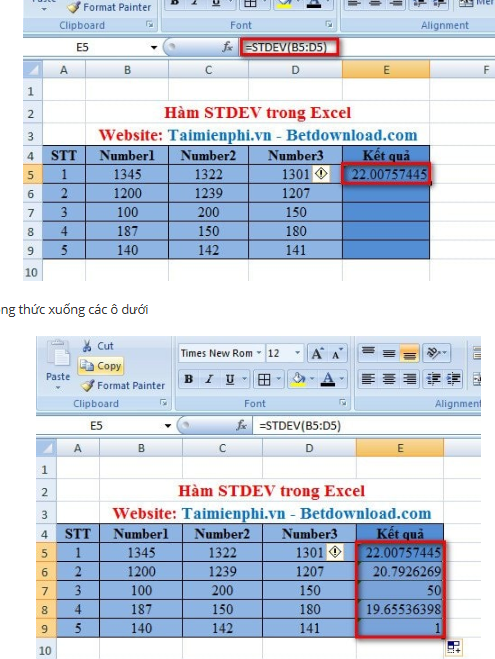 Paste
Format Painter
B I U
A
Mer
Clipboard
Font
Alignment
E5
fx
=STDEV(B5:D5)
A B C D E F
1
2 Hàm STDEV trong Excel
3 Website: Taimienphi.vn - Betdownload.com
4 STT Number1 Number2 Number3 Kết quả
5 1 1345 1322 1301 22.00757445
6 2 1200 1239 1207
7 3 100 200 150
8 4 187 150 180
9 5 140 142 141
10
ng thức xuống các ô dưới
Cut
Copy
Paste
Format Painter
Times New Rom 12 A A
B I U A
Clipboard
Font
Alignment
E5
fx
=STDEV(B5:D5)
A B C D E
1
2 Hàm STDEV trong Excel
3 Website: Taimienphi.vn - Betdownload.com
4 STT Number1 Number2 Number3 Kết quả
5 1 1345 1322 1301 22.00757445
6 2 1200 1239 1207 20.7926269
7 3 100 200 150 50
8 4 187 150 180 19.65536398
9 5 140 142 141 1
10